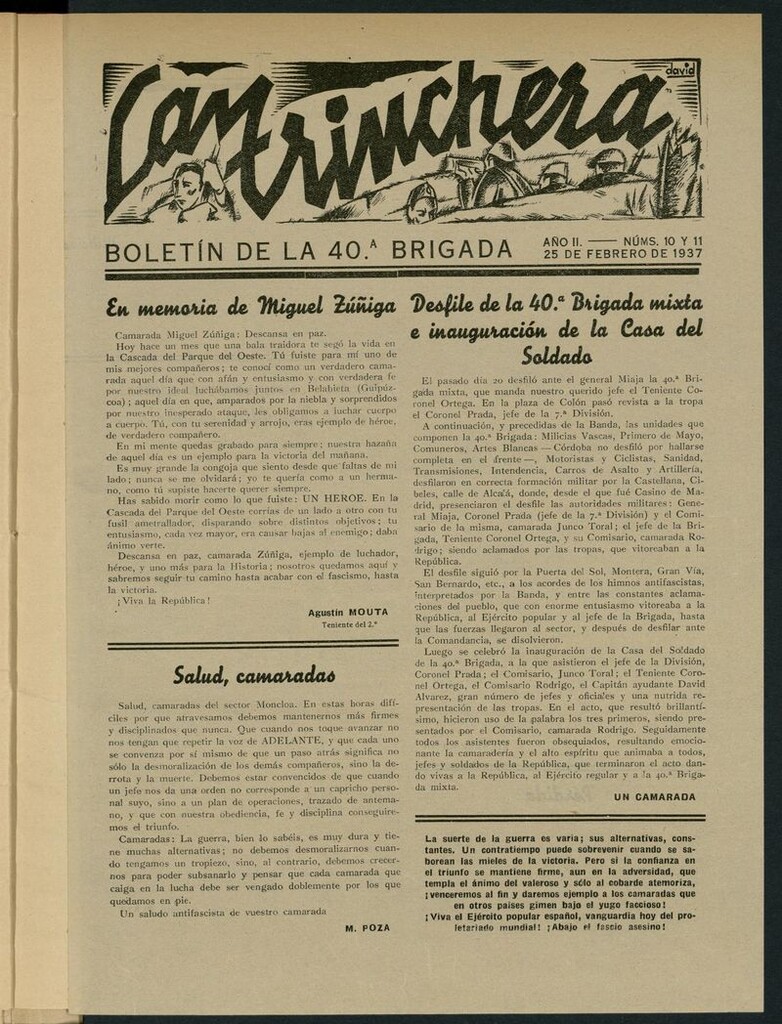 La Trinchera
david
BOLETÍN DE LA 40.ª BRIGADA
AÑO II. —— NÚMS. 10 Y 11
25 DE FEBRERO DE 1937
En memoria de Miguel Zúñiga
Camarada Miguel Zúñiga: Descansa en paz.
Hoy hace un mes que una bala traidora te segó la vida en
la Cascada del Parque del Oeste. Tú fuiste para mí uno de
mis mejores compañeros; te conocí como un verdadero cama-
rada aquel día que con afán y entusiasmo y con verdadera fe
por nuestro ideal luchábamos juntos en Belabieta (Guipúz-
coa); aquel día en que, amparados por la niebla y sorprendidos
por nuestro inesperado ataque, les obligamos a luchar cuerpo
a cuerpo. Tú, con tu serenidad y arrojo, eras ejemplo de héroe,
de verdadero compañero.
En mi mente quedas grabado para siempre; nuestra hazaña
de aquel día es un ejemplo para la victoria del mañana.
Es muy grande la congoja que siento desde que faltas de mi
lado; nunca se me olvidará; yo te quería como a un herma-
no, como tú supiste hacerte querer siempre.
Has sabido morir como lo que fuiste: UN HEROE. En la
Cascada del Parque del Oeste corrías de un lado a otro con tu
fusil ametrallador, disparando sobre distintos objetivos; tu
entusiasmo, cada vez mayor, era causar bajas al enemigo; daba
ánimo verte.
Descansa en paz, camarada Zúñiga, ejemplo de luchador,
héroe, y uno más para la Historia; nosotros quedamos aquí y
sabremos seguir tu camino hasta acabar con el fascismo, hasta
la victoria.
¡Viva la República!
Agustín MOUTA
Teniente del 2.º
Salud, camaradas
Salud, camaradas del sector Moncloa. En estas horas difí-
ciles por que atravesamos debemos mantenernos más firmes
y disciplinados que nunca. Que cuando nos toque avanzar no
nos tengan que repetir la voz de ADELANTE, y que cada uno
se convenza por sí mismo de que un paso atrás significa no
sólo la desmoralización de los demás compañeros, sino la de-
rrota y la muerte. Debemos estar convencidos de que cuando
un jefe nos da una orden no corresponde a un capricho perso-
nal suyo, sino a un plan de operaciones, trazado de antema-
no, y que con nuestra obediencia, fe y disciplina conseguire-
mos el triunfo.
Camaradas: La guerra, bien lo sabéis, es muy dura y tie-
ne muchas alternativas; no debemos desmoralizarnos cuan-
do tengamos un tropiezo, sino, al contrario, debemos crecer-
nos para poder subsanarlo y pensar que cada camarada que
caiga en la lucha debe ser vengado doblemente por los que
quedamos en pie.
Un saludo antifascista de vuestro camarada
M. POZA
Desfile de la 40.ª Brigada mixta
e inauguración de la Casa del
Soldado
El pasado día 20 desfiló ante el general Miaja la 40.ª Bri-
gada mixta, que manda nuestro querido jefe el Teniente Co-
ronel Ortega. En la plaza de Colón pasó revista a la tropa
el Coronel Prada, jefe de la 7.ª División.
A continuación, y precedidas de la Banda, las unidades que
componen la 40.ª Brigada: Milicias Vascas, Primero de Mayo,
Comuneros, Artes Blancas —Córdoba no desfiló por hallarse
completa en el frente—, Motoristas y Ciclistas, Sanidad,
Transmisiones, Intendencia, Carros de Asalto y Artillería,
desfilaron en correcta formación militar por la Castellana, Ci-
beles, calle de Alcalá, donde, desde el que fué Casino de Ma-
drid, presenciaron el desfile las autoridades militares: Gene-
ral Miaja, Coronel Prada (jefe de la 7.ª División) y el Comi-
sario de la misma, camarada Junco Toral; el jefe de la Bri-
gada, Teniente Coronel Ortega, y su Comisario, camarada Ro-
drigo; siendo aclamados por las tropas, que vitoreaban a la
República.
El desfile siguió por la Puerta del Sol, Montera, Gran Vía,
San Bernardo, etc., a los acordes de los himnos antifascistas,
interpretados por la Banda, y entre las constantes aclama-
ciones del pueblo, que con enorme entusiasmo vitoreaba a la
República, al Ejército Popular y al jefe de la Brigada, hasta
que las fuerzas llegaron al sector, y después de desfilar ante
la Comandancia, se disolvieron.
Luego se celebró la inauguración de la Casa del Soldado
de la 40.ª Brigada, a la que asistieron el jefe de la División,
Coronel Prada; el Comisario, Junco Toral; el Teniente Coro-
nel Ortega, el Comisario Rodrigo, el Capitán ayudante David
Alvarez, gran número de jefes y oficiales y una nutrida re-
presentación de las tropas. En el acto, que resultó brillantí-
simo, hicieron uso de la palabra los tres primeros, siendo pre-
sentados por el Comisario, camarada Rodrigo. Seguidamente
todos los asistentes fueron obsequiados, resultando emocio-
nante la camaradería y el alto espíritu que animaba a todos,
jefes y soldados de la República, que terminaron el acto dan-
do vivas a la República, al Ejército regular y a la 40.ª Briga-
da mixta.
UN CAMARADA
La suerte de la guerra es varia; sus alternativas, cons-
tantes. Un contratiempo puede sobrevenir cuando se sa-
borean las mieles de la victoria. Pero si la confianza en
el triunfo se mantiene firme, aun en la adversidad, que
templa el ánimo del valeroso y sólo al cobarde atemoriza,
¡venceremos al fin y daremos ejemplo a los camaradas que
en otros países gimen bajo el yugo faccioso!
¡Viva el Ejército popular español, vanguardia hoy del pro-
letariado mundial! ¡Abajo el fascio asesino!